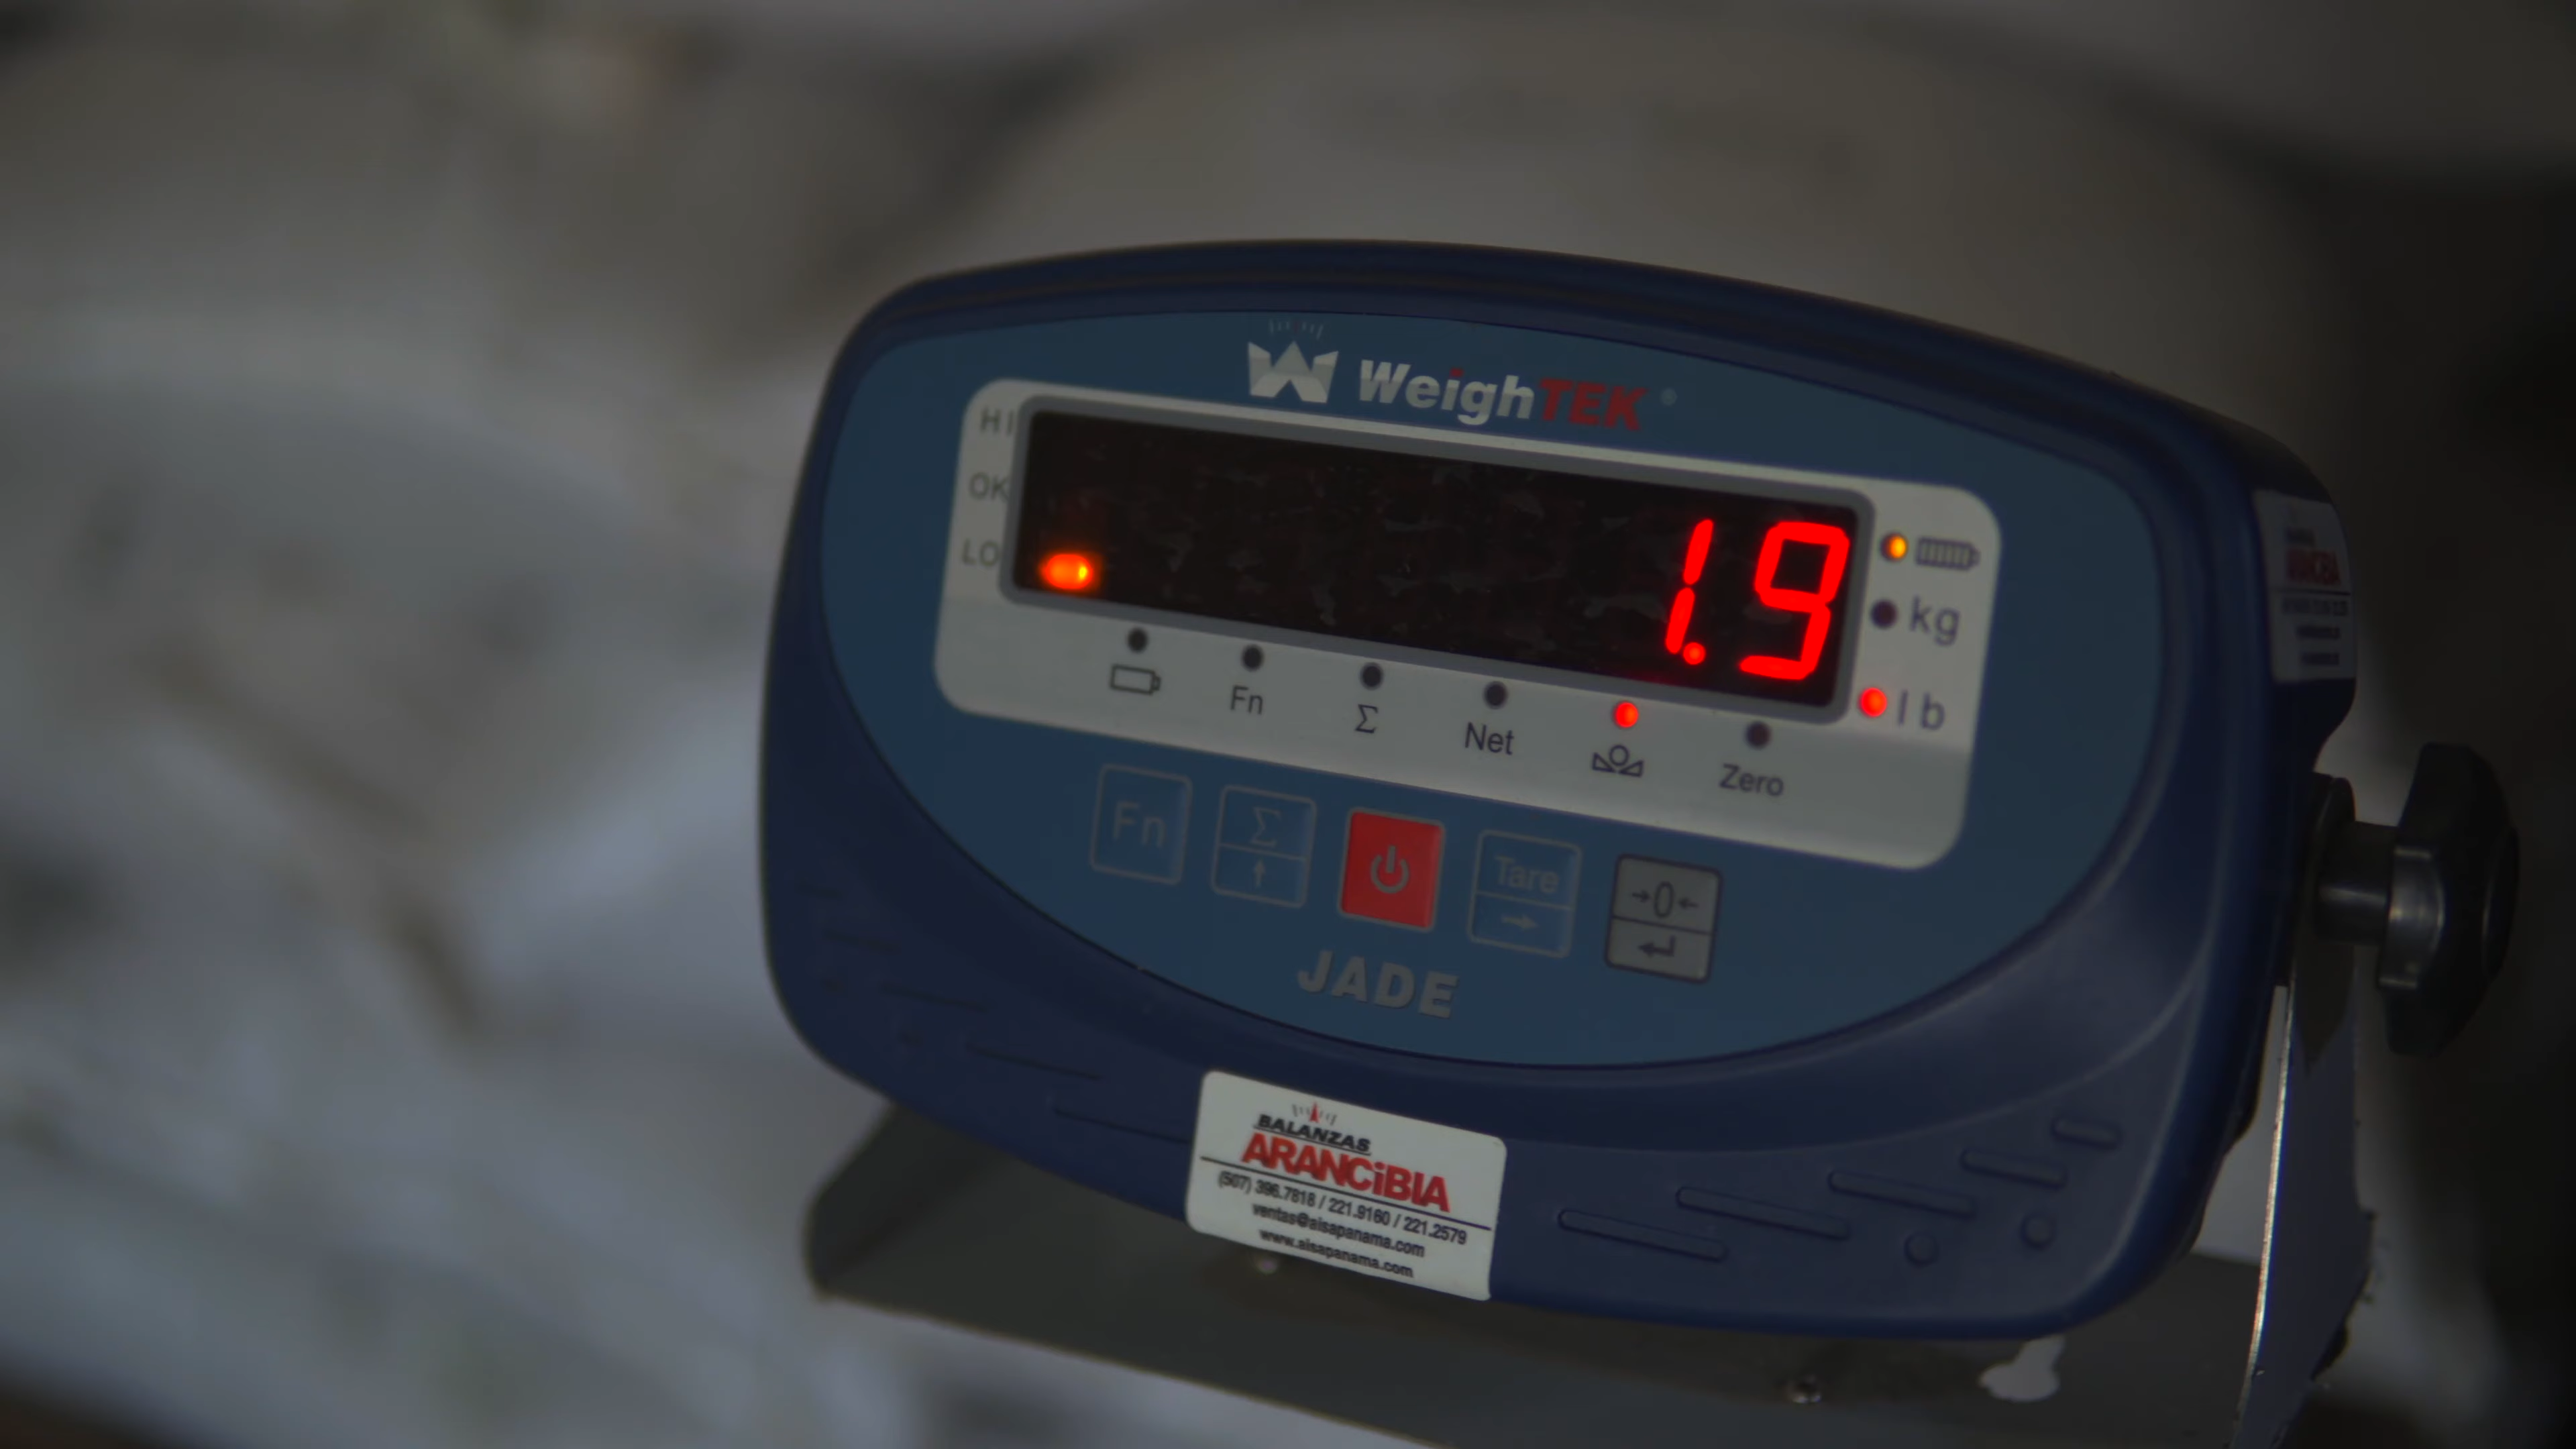 WeighTEK ®
HI
OK
LO
1.9
kg
lb
Fn
Σ
Net
Zero
Fn
Σ
↑
Tare
→
→0←
↵
JADE
BALANZAS
ARANCiBIA
(507) 396.7818 / 221.9160 / 221.2579
ventas@aisapanama.com
www.aisapanama.com
ARANCiBIA